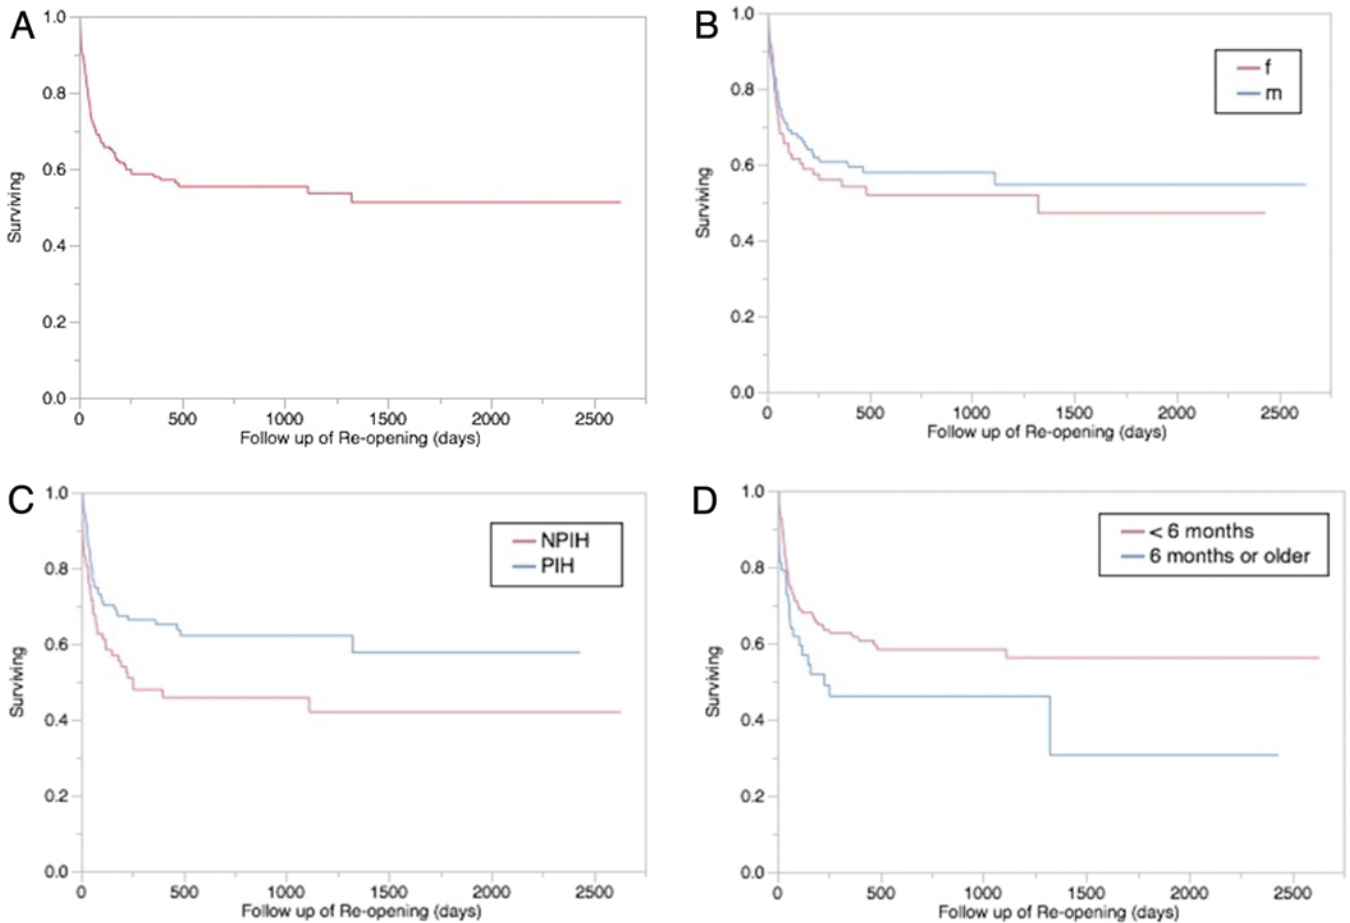 A
1.0
0.8
0.6
0.4
0.2
0.0
Surviving
0 500 1000 1500 2000 2500
Follow up of Re-opening (days)
B
1.0
0.8
0.6
0.4
0.2
0.0
Surviving
f
m
0 500 1000 1500 2000 2500
Follow up of Re-opening (days)
C
1.0
0.8
0.6
0.4
0.2
0.0
Surviving
NPIH
PIH
0 500 1000 1500 2000 2500
Follow up of Re-opening (days)
D
1.0
0.8
0.6
0.4
0.2
0.0
Surviving
< 6 months
6 months or older
0 500 1000 1500 2000 2500
Follow up of Re-opening (days)